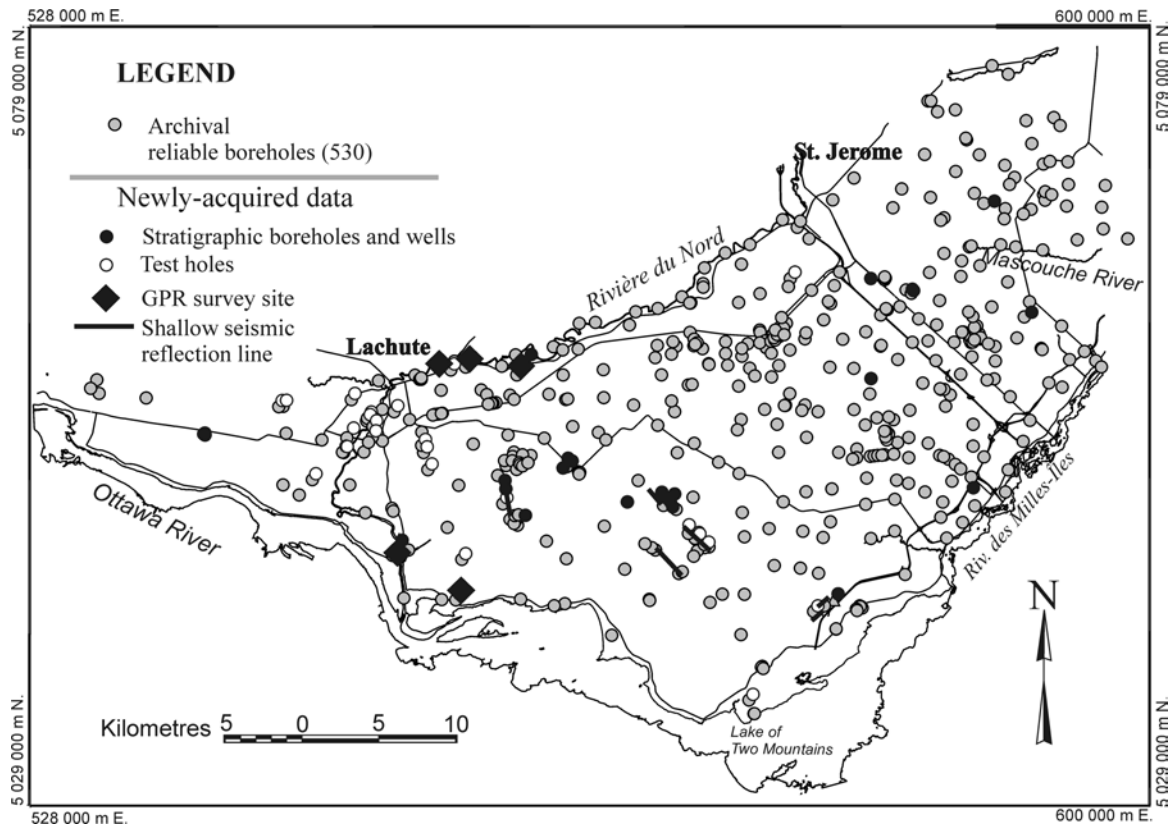 528 000 m E.
600 000 m E.
5 079 000 m N.
5 079 000 m N.
LEGEND
Archival
reliable boreholes (530)
Newly-acquired data
Stratigraphic boreholes and wells
Test holes
GPR survey site
Shallow seismic
reflection line
St. Jerome
Mascouche River
Rivière du Nord
Lachute
Ottawa River
Riv. des Milles-Iles
N
Kilometres 5 0 5 10
Lake of
Two Mountains
5 029 000 m N.
5 029 000 m N.
528 000 m E.
600 000 m E.